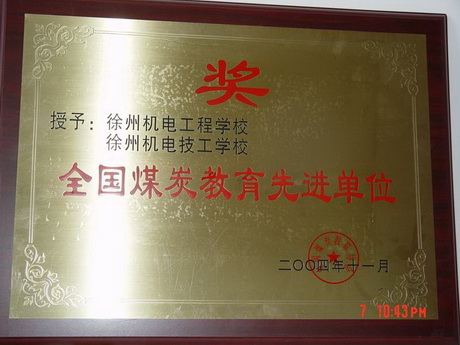 奖
授予：徐州机电工程学校
徐州机电技工学校
全国煤炭教育先进单位
二〇〇四年十一月
7 10:43PM